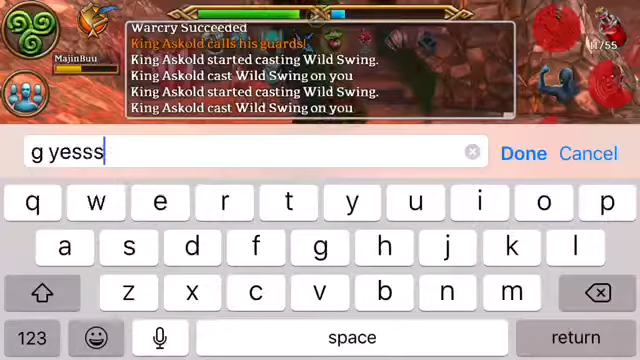 Warcry Succeeded
King Askold calls his guards!
King Askold started casting Wild Swing.
King Askold cast Wild Swing on you
King Askold started casting Wild Swing.
King Askold cast Wild Swing on you
MajinBuu
11/55
g yesss
Done Cancel
q w e r t y u i o p
a s d f g h j k l
z x c v b n m
123 space return